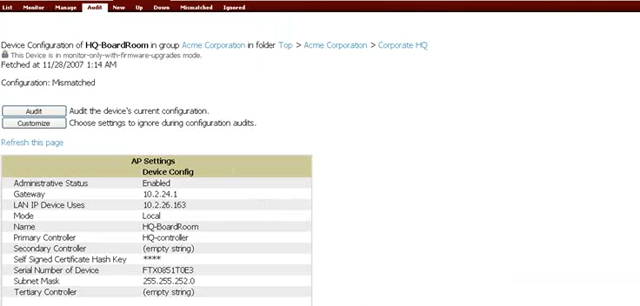 List Monitor Manage Audit New Up Down Mismatched Ignored
Device Configuration of HQ-BoardRoom in group Acme Corporation in folder Top > Acme Corporation > Corporate HQ
This Device is in monitor-only-with-firmware-upgrades mode.
Fetched at 11/28/2007 1:14 AM
Configuration: Mismatched
Audit Audit the device's current configuration.
Customize Choose settings to ignore during configuration audits.
Refresh this page
AP Settings
Device Config
Administrative Status Enabled
Gateway 10.2.24.1
LAN IP Device Uses 10.2.26.163
Mode Local
Name HQ-BoardRoom
Primary Controller HQ-controller
Secondary Controller (empty string)
Self Signed Certificate Hash Key ****
Serial Number of Device FTX0851T0E3
Subnet Mask 255.255.252.0
Tertiary Controller (empty string)